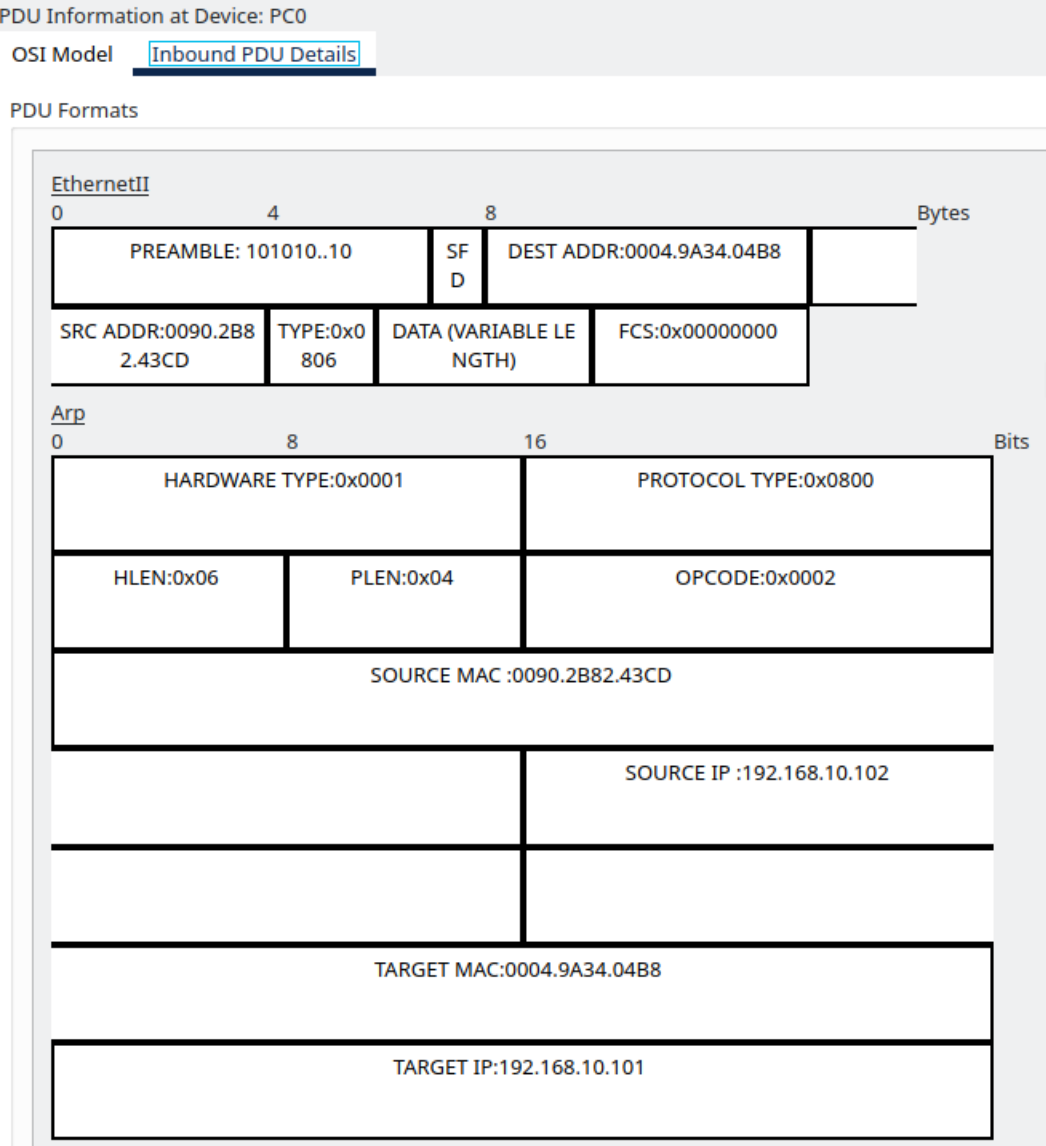 PDU Information at Device: PC0
OSI Model Inbound PDU Details
PDU Formats
EthernetII
0 4 8 Bytes
PREAMBLE: 101010..10 SF DEST ADDR:0004.9A34.04B8
D
SRC ADDR:0090.2B8 TYPE:0x0 DATA (VARIABLE LE FCS:0x00000000
2.43CD 806 NGTH)
Arp
0 8 16 Bits
HARDWARE TYPE:0x0001 PROTOCOL TYPE:0x0800
HLEN:0x06 PLEN:0x04 OPCODE:0x0002
SOURCE MAC :0090.2B82.43CD
SOURCE IP :192.168.10.102
TARGET MAC:0004.9A34.04B8
TARGET IP:192.168.10.101